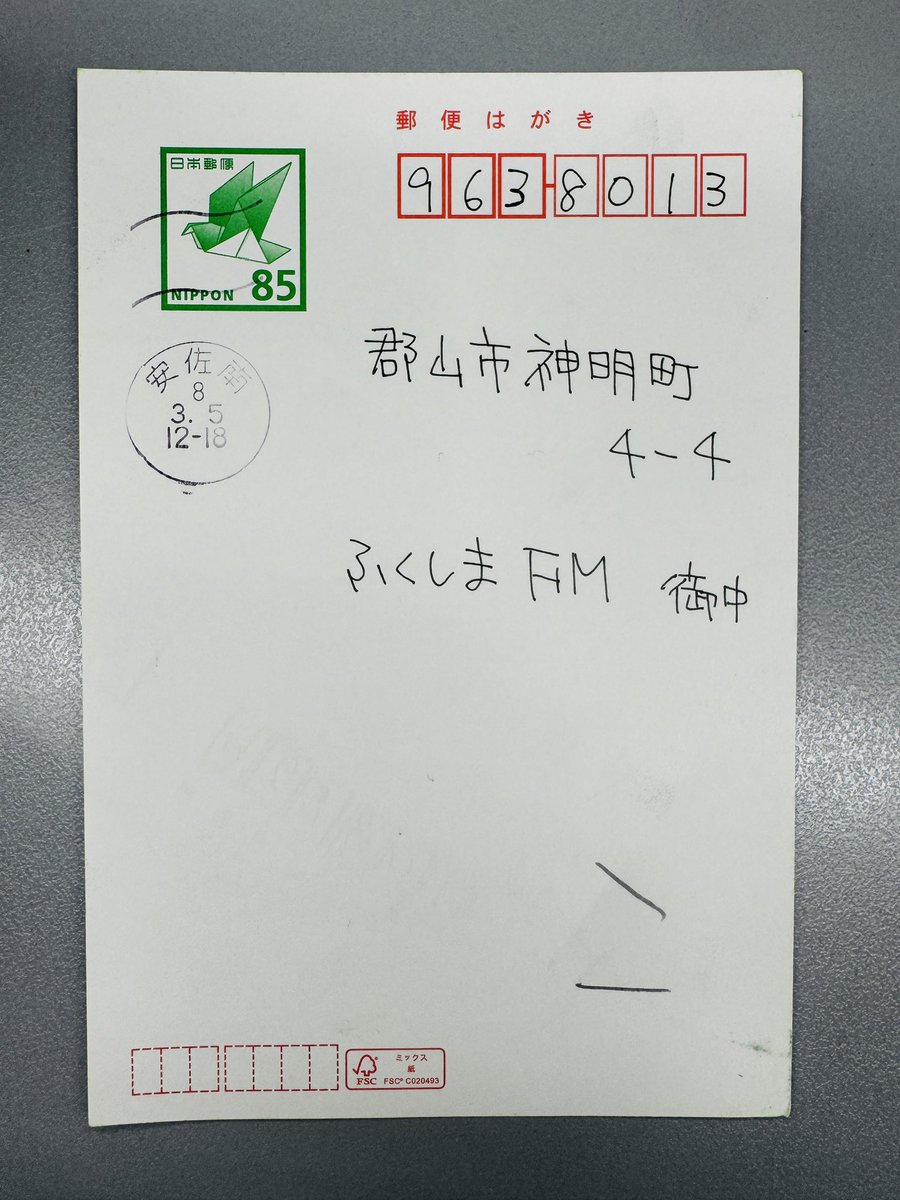 郵便はがき
日本郵便
NIPPON 85
963-8013
安佐南
8
3. 5
12-18
郡山市神明町
4-4
ふくしまFM 御中
ミックス
紙
FSC
FSC® C020493